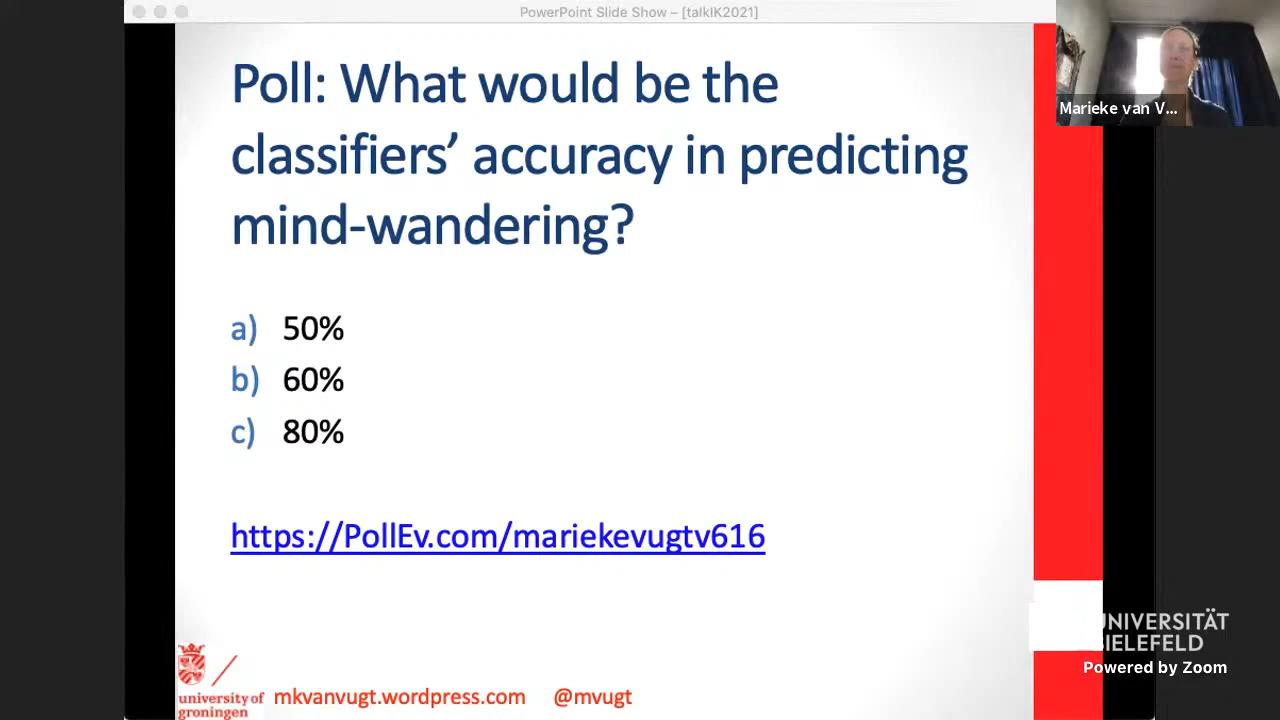 PowerPoint Slide Show – [talkIK2021]
Marieke van V...
Poll: What would be the
classifiers’ accuracy in predicting
mind-wandering?
a) 50%
b) 60%
c) 80%
https://PollEv.com/mariekevugtv616
university of
groningen
mkvanvugt.wordpress.com @mvugt
UNIVERSITÄT
BIELEFELD
Powered by Zoom